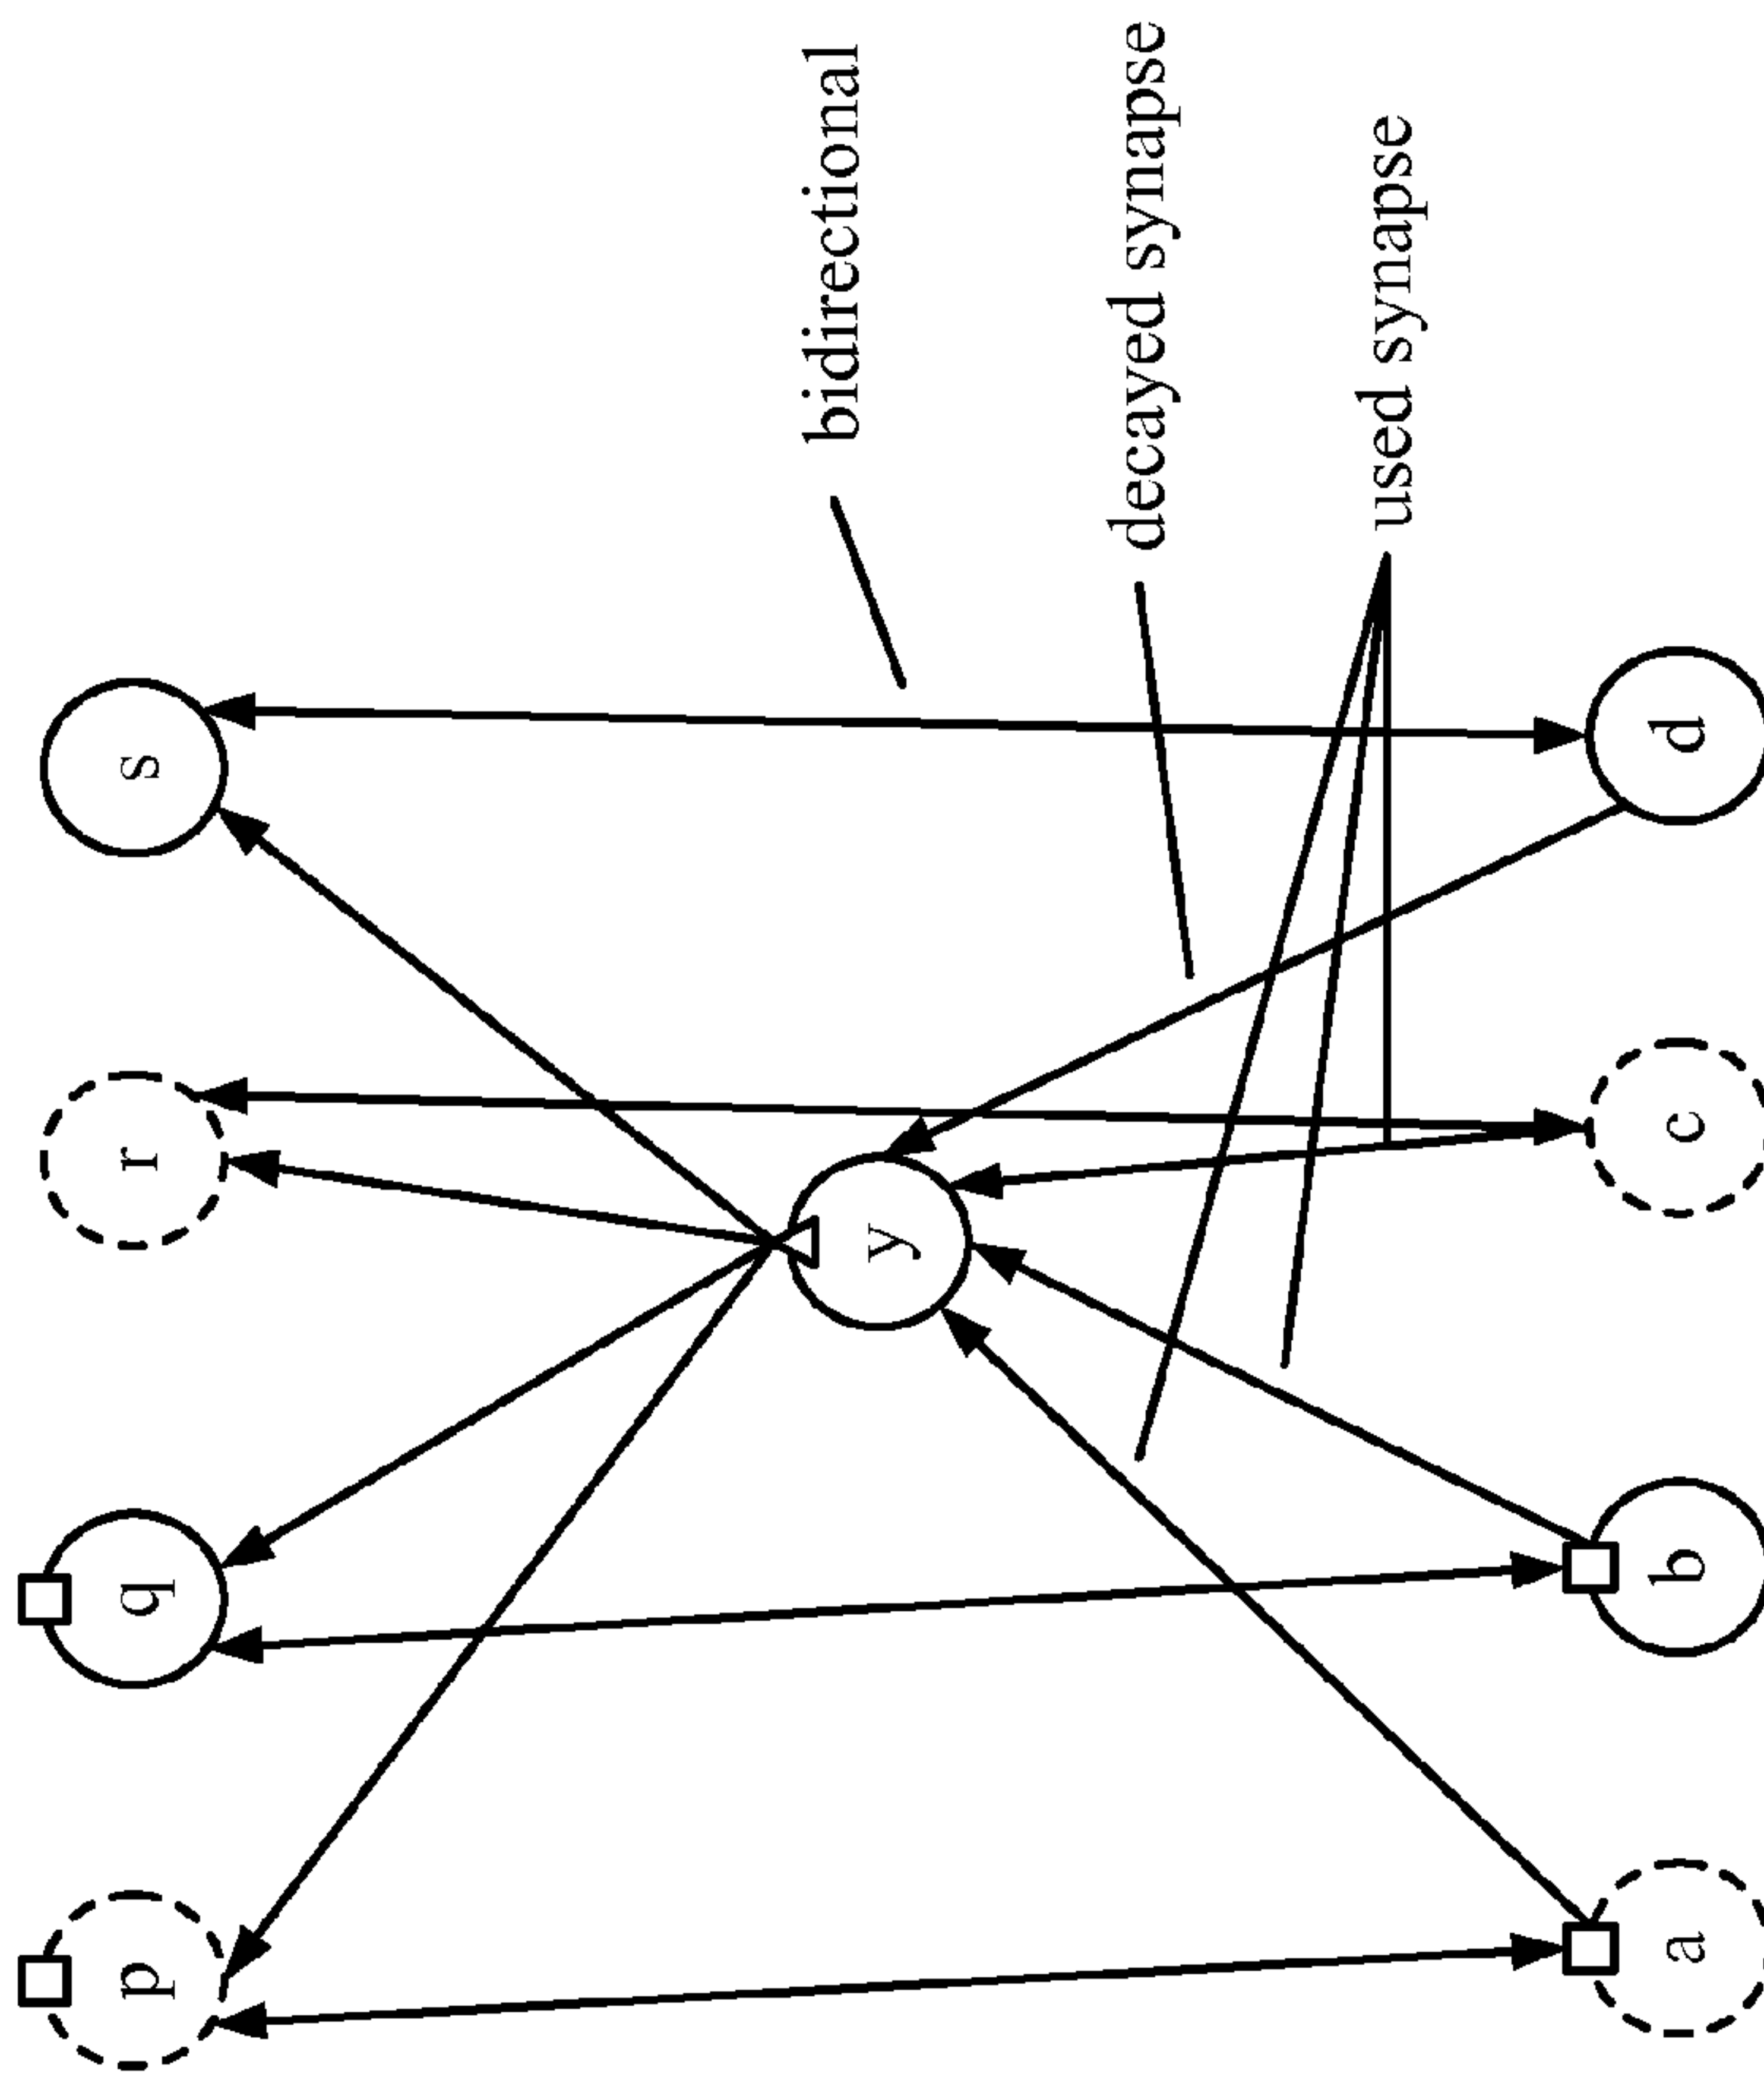 p
q
r
s
bidirectional
y
decayed synapse
used synapse
a
b
c
d